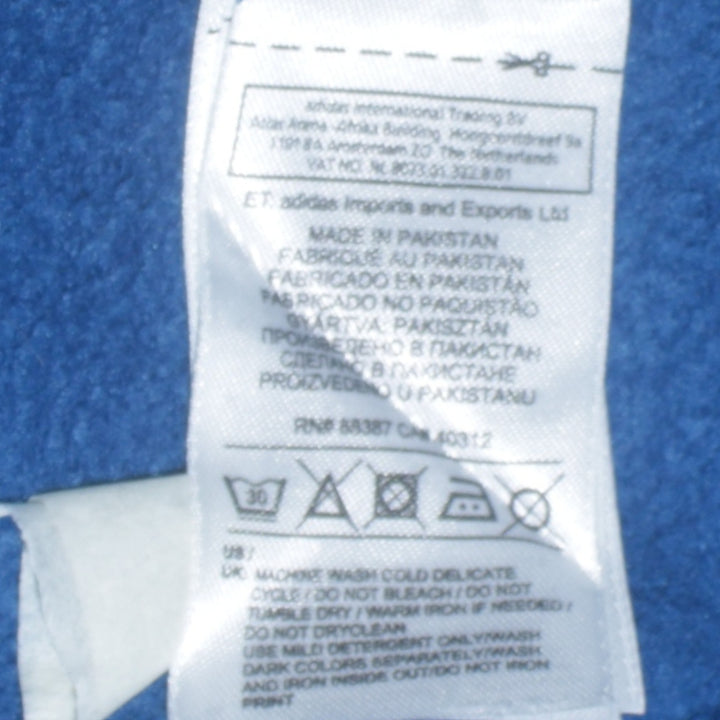 adidas International Trading BV
Atlas Arena, Afrika Building, Hoogoorddreef 9a
1101 BA Amsterdam ZO The Netherlands
VAT NO. NL 8073.01.322.B.01
ET: adidas Imports and Exports Ltd
MADE IN PAKISTAN
FABRIQUÉ AU PAKISTAN
FABRICADO EN PAKISTÁN
FABRICADO NO PAQUISTÃO
GYÁRTVA: PAKISZTÁN
ПРОИЗВЕДЕНО В ПАКИСТАН
СДЕЛАНО В ПАКИСТАНЕ
PROIZVEDENO U PAKISTANU
RN# 88387 CA# 40312
30
US /
UK: MACHINE WASH COLD DELICATE
CYCLE / DO NOT BLEACH / DO NOT
TUMBLE DRY / WARM IRON IF NEEDED /
DO NOT DRYCLEAN
USE MILD DETERGENT ONLY/WASH
DARK COLORS SEPARATELY/WASH
AND IRON INSIDE OUT/DO NOT IRON
PRINT